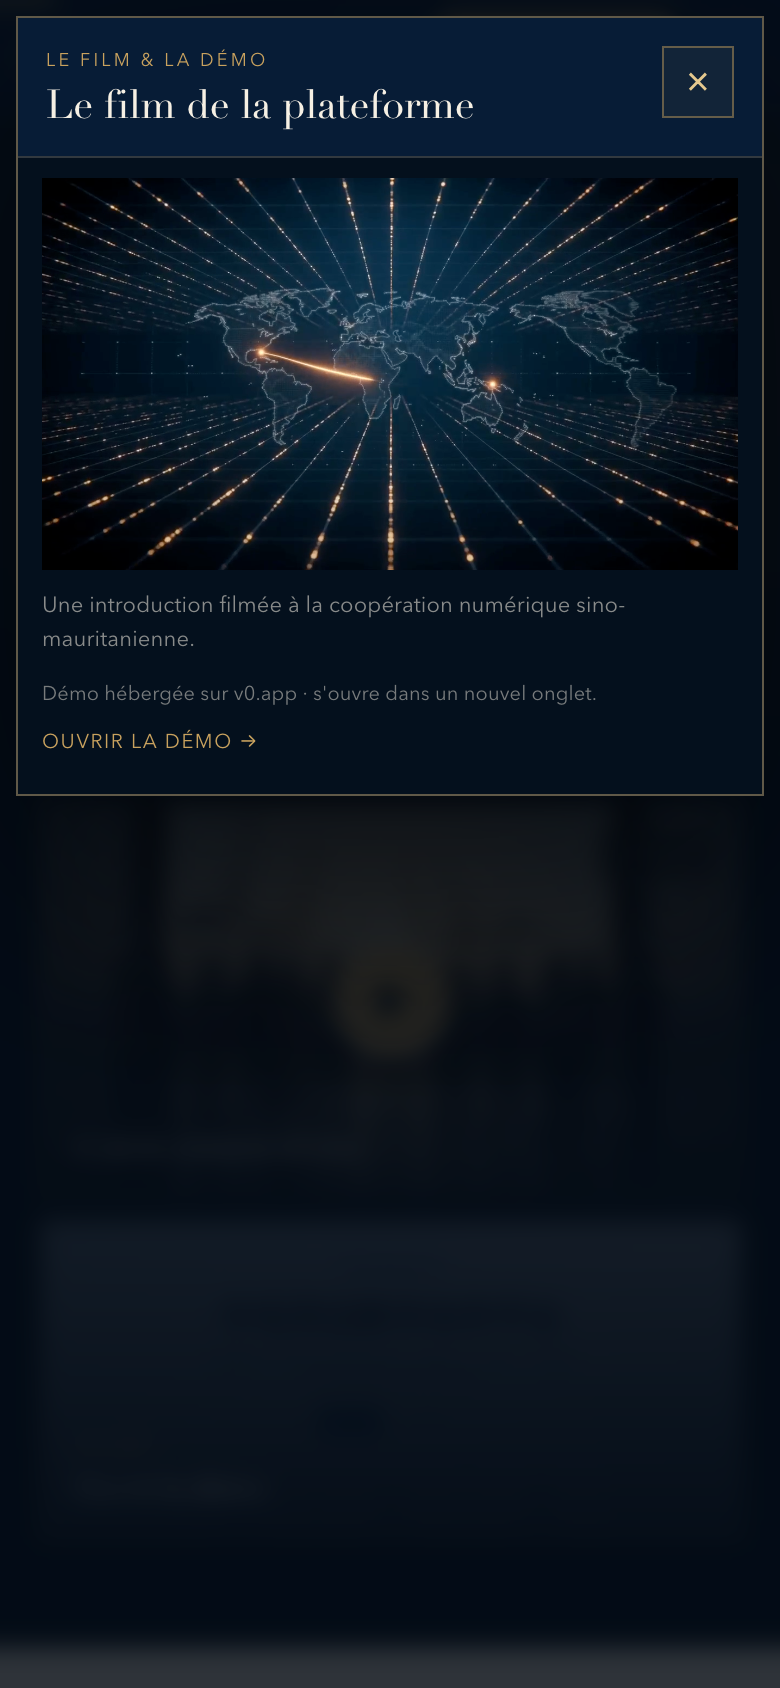 LE FILM & LA DÉMO
Le film de la plateforme
Une introduction filmée à la coopération numérique sino-
mauritanienne.
Démo hébergée sur v0.app · s'ouvre dans un nouvel onglet.
OUVRIR LA DÉMO →